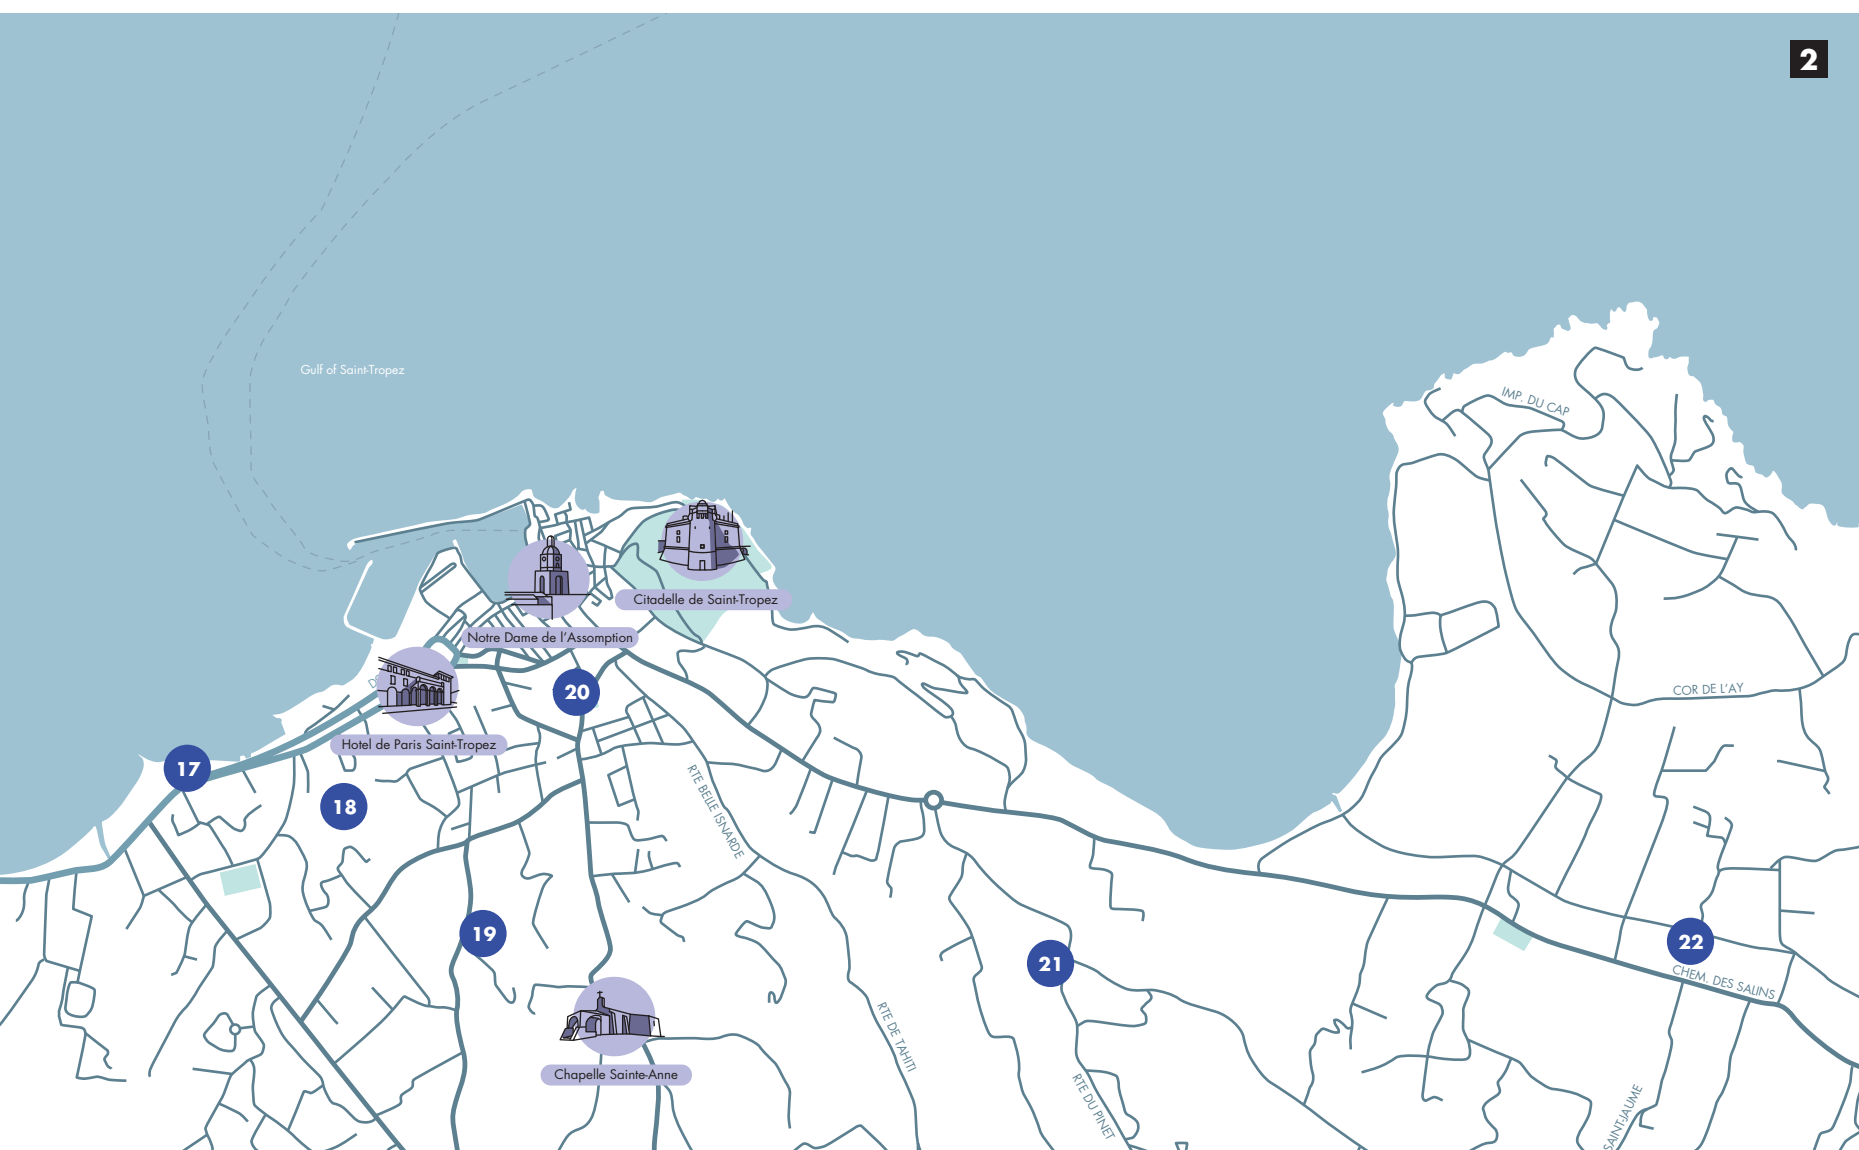 2
Gulf of Saint-Tropez
IMP. DU CAP
Citadelle de Saint-Tropez
Notre Dame de l'Assomption
20
COR DE L'AY
Hotel de Paris Saint-Tropez
17
18
RTE BELLE ISNARDE
19
21
22
CHEM. DES SALINS
RTE DE TAHITI
Chapelle Sainte-Anne
RTE DU PINET
SAINT-JAUME